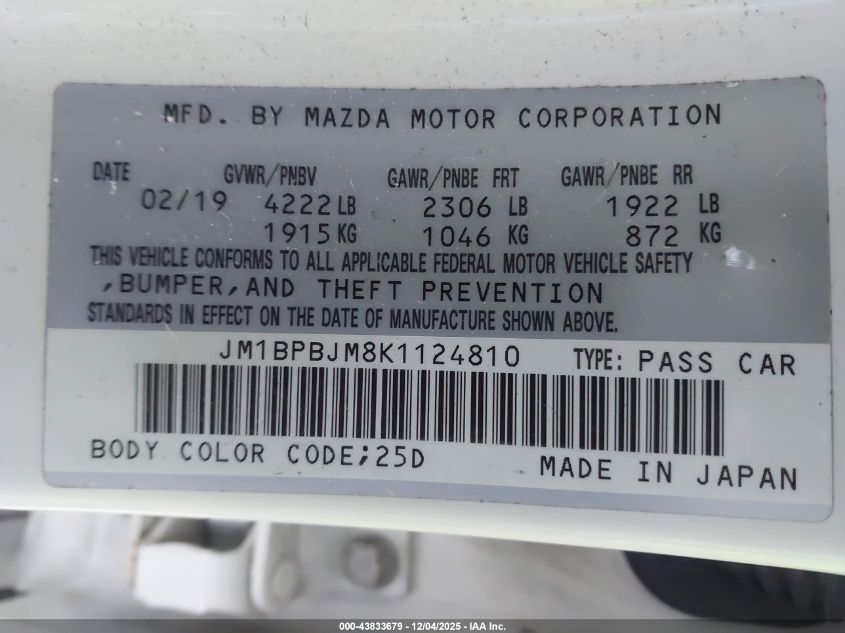 MFD. BY MAZDA MOTOR CORPORATION
DATE GVWR/PNBV GAWR/PNBE FRT GAWR/PNBE RR
02/19 4222 LB 2306 LB 1922 LB
1915 KG 1046 KG 872 KG
THIS VEHICLE CONFORMS TO ALL APPLICABLE FEDERAL MOTOR VEHICLE SAFETY
,BUMPER,AND THEFT PREVENTION
STANDARDS IN EFFECT ON THE DATE OF MANUFACTURE SHOWN ABOVE.
JM1BPBJM8K1124810 TYPE: PASS CAR
BODY COLOR CODE;25D MADE IN JAPAN
000-43833679 - 12/04/2025 - IAA Inc.